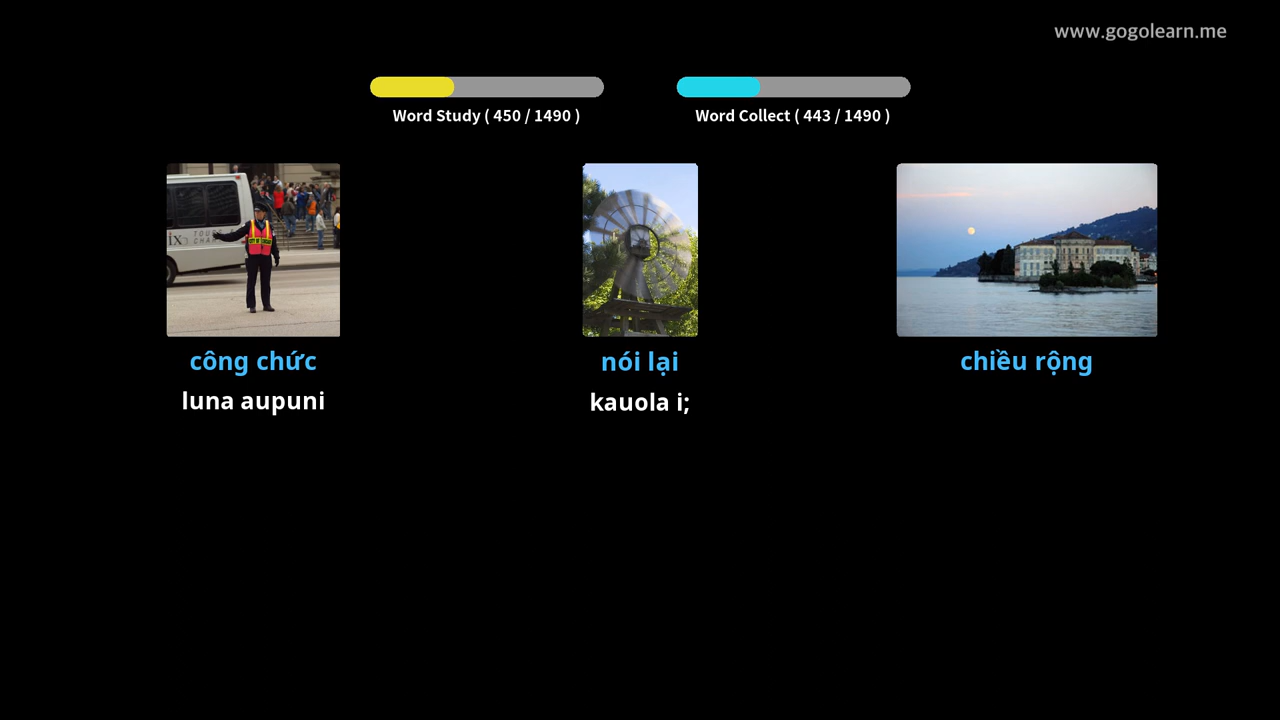 www.gogolearn.me
Word Study ( 450 / 1490 )
Word Collect ( 443 / 1490 )
công chức
nói lại
chiều rộng
luna aupuni
kauola i;